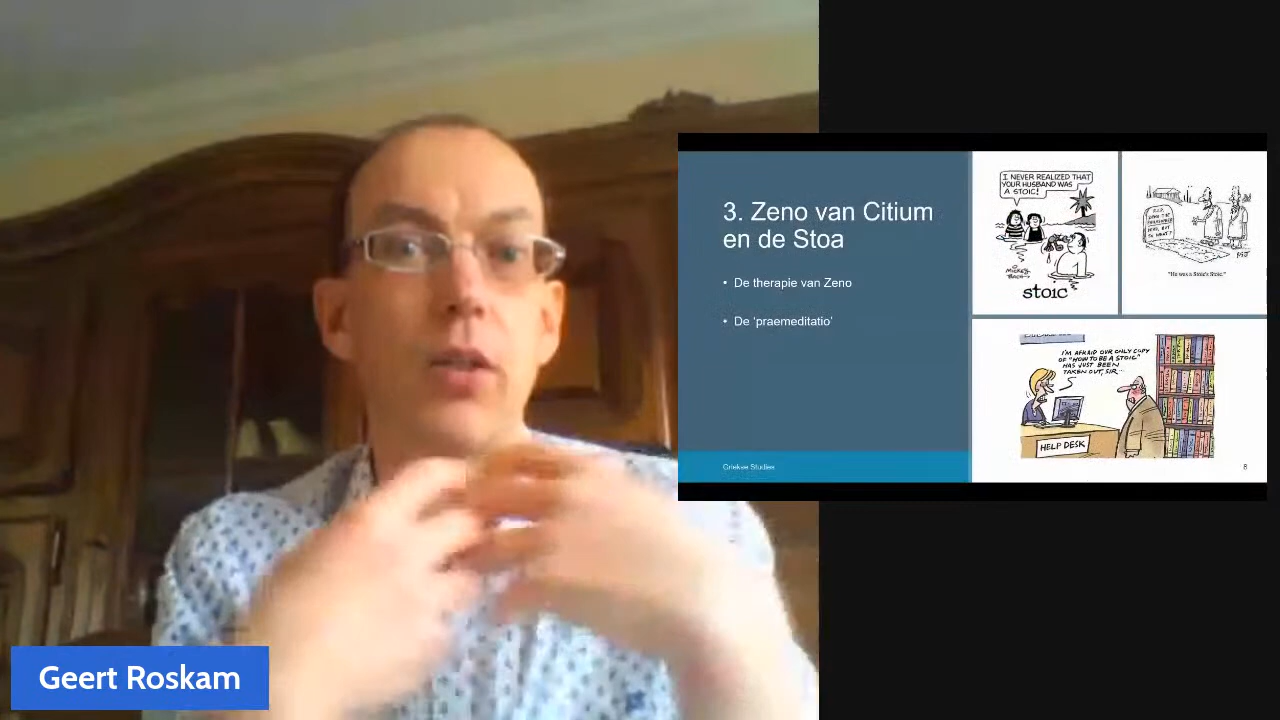 Geert Roskam
3. Zeno van Citium
en de Stoa
• De therapie van Zeno
• De ‘praemeditatio’
Griekse Studies
I NEVER REALIZED THAT
YOUR HUSBAND WAS
A STOIC!
stoic
"He was a Stoic's Stoic."
I'M AFRAID OUR ONLY COPY
OF "HOW TO BE A STOIC"
HAS JUST BEEN
TAKEN OUT, SIR...
HELP DESK
8